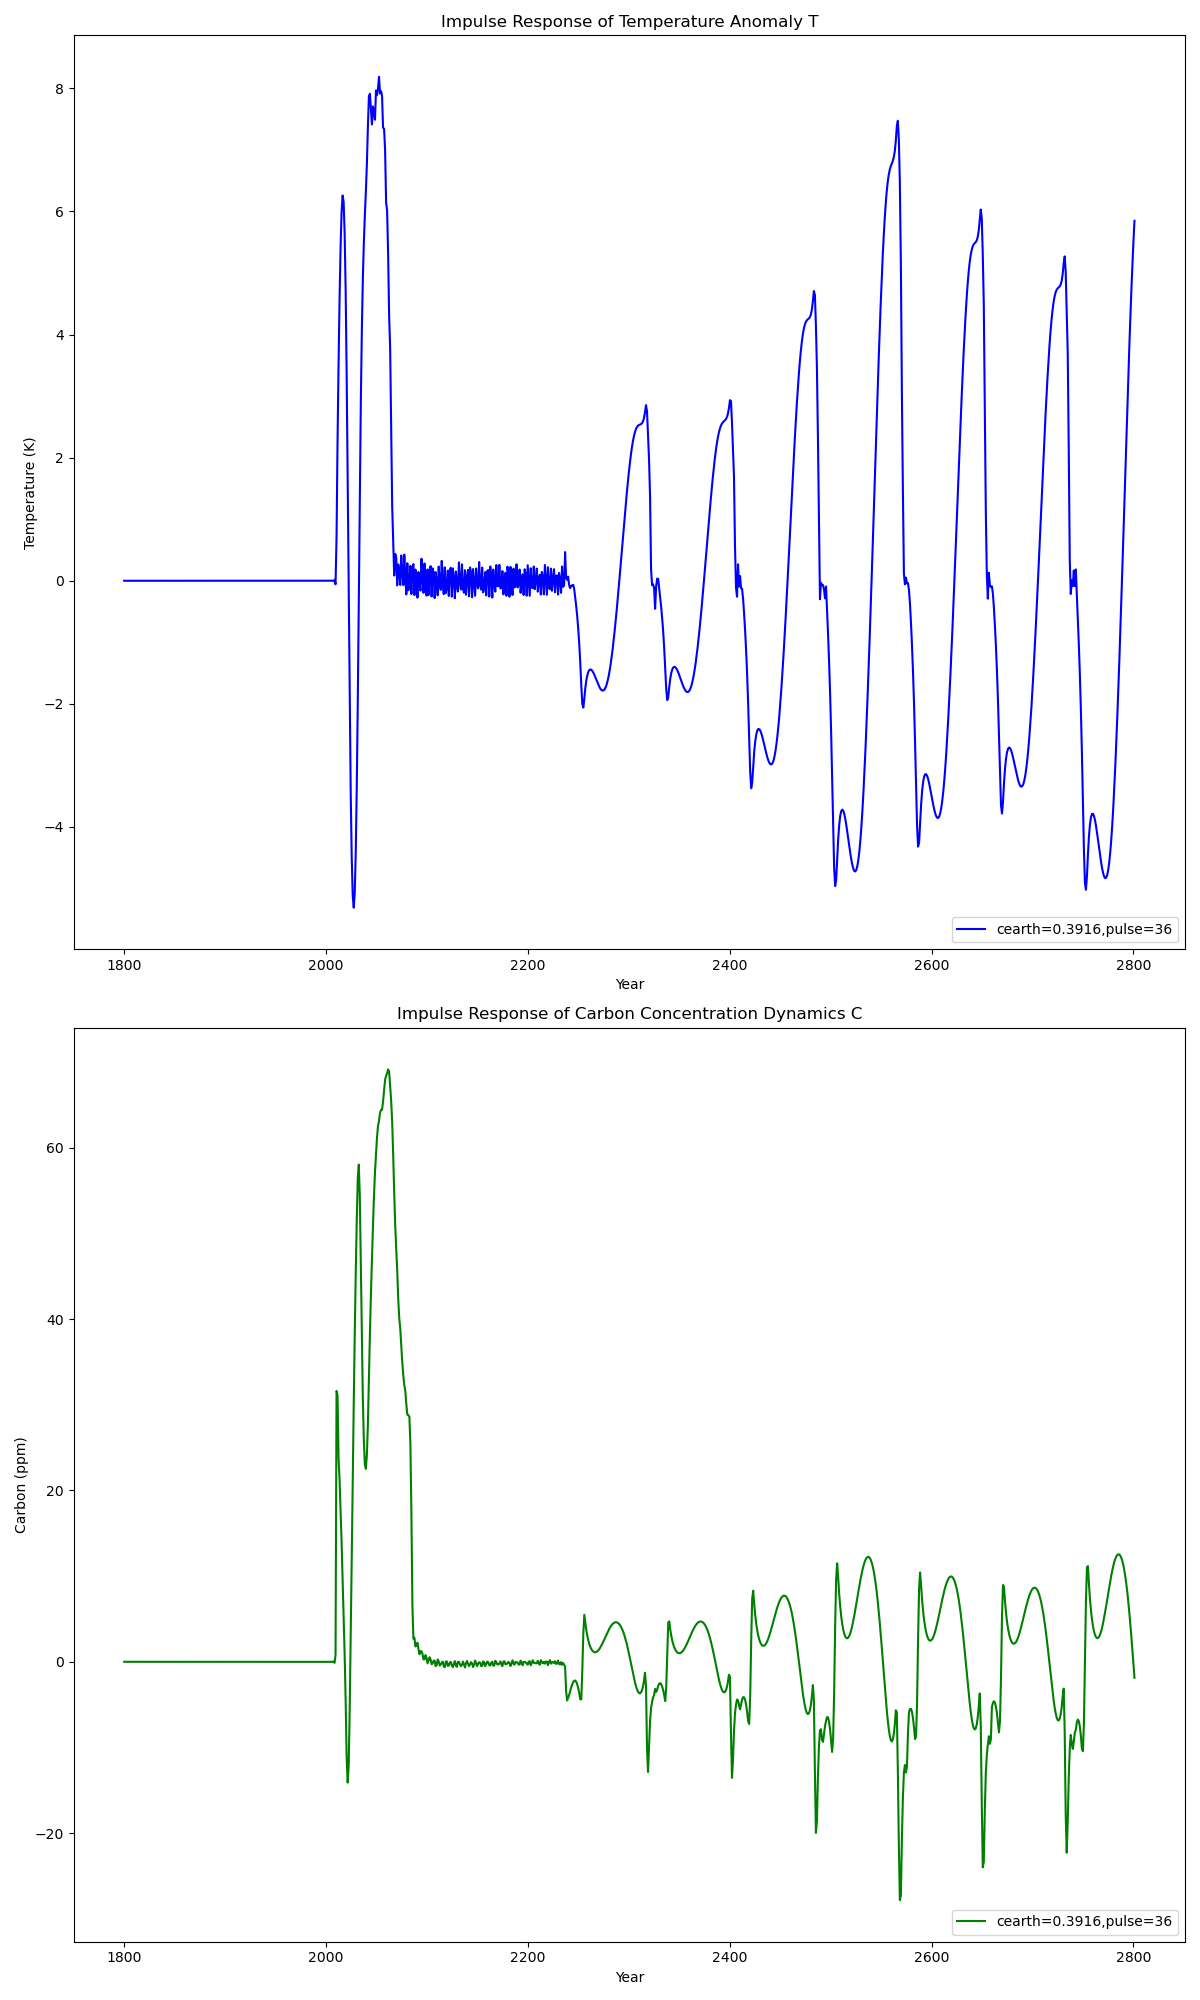 Impulse Response of Temperature Anomaly T
8
6
4
2
0
−2
−4
Temperature (K)
cearth=0.3916,pulse=36
1800 2000 2200 2400 2600 2800
Year
Impulse Response of Carbon Concentration Dynamics C
60
40
20
0
−20
Carbon (ppm)
cearth=0.3916,pulse=36
1800 2000 2200 2400 2600 2800
Year